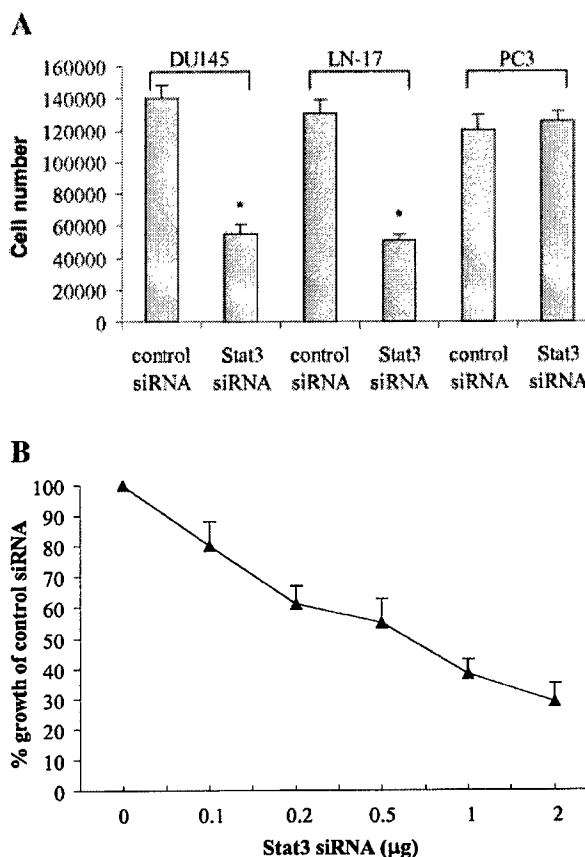 A
DU145 LN-17 PC3
160000
140000
120000
100000
80000
60000
40000
20000
0
Cell number
* *
control siRNA Stat3 siRNA control siRNA Stat3 siRNA control siRNA Stat3 siRNA
B
100
90
80
70
60
50
40
30
20
10
0
% growth of control siRNA
0 0.1 0.2 0.5 1 2
Stat3 siRNA (µg)